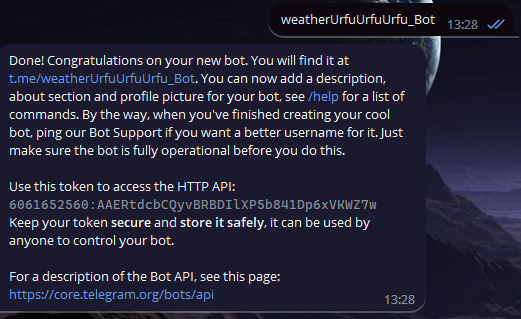 weatherUrfuUrfuUrfu_Bot
13:28
Done! Congratulations on your new bot. You will find it at
t.me/weatherUrfuUrfuUrfu_Bot. You can now add a description,
about section and profile picture for your bot, see /help for a list of
commands. By the way, when you've finished creating your cool
bot, ping our Bot Support if you want a better username for it. Just
make sure the bot is fully operational before you do this.
Use this token to access the HTTP API:
6061652560:AAERtdcbCQyvBRBDIlXP5b841Dp6xVKWZ7w
Keep your token secure and store it safely, it can be used by
anyone to control your bot.
For a description of the Bot API, see this page:
https://core.telegram.org/bots/api
13:28